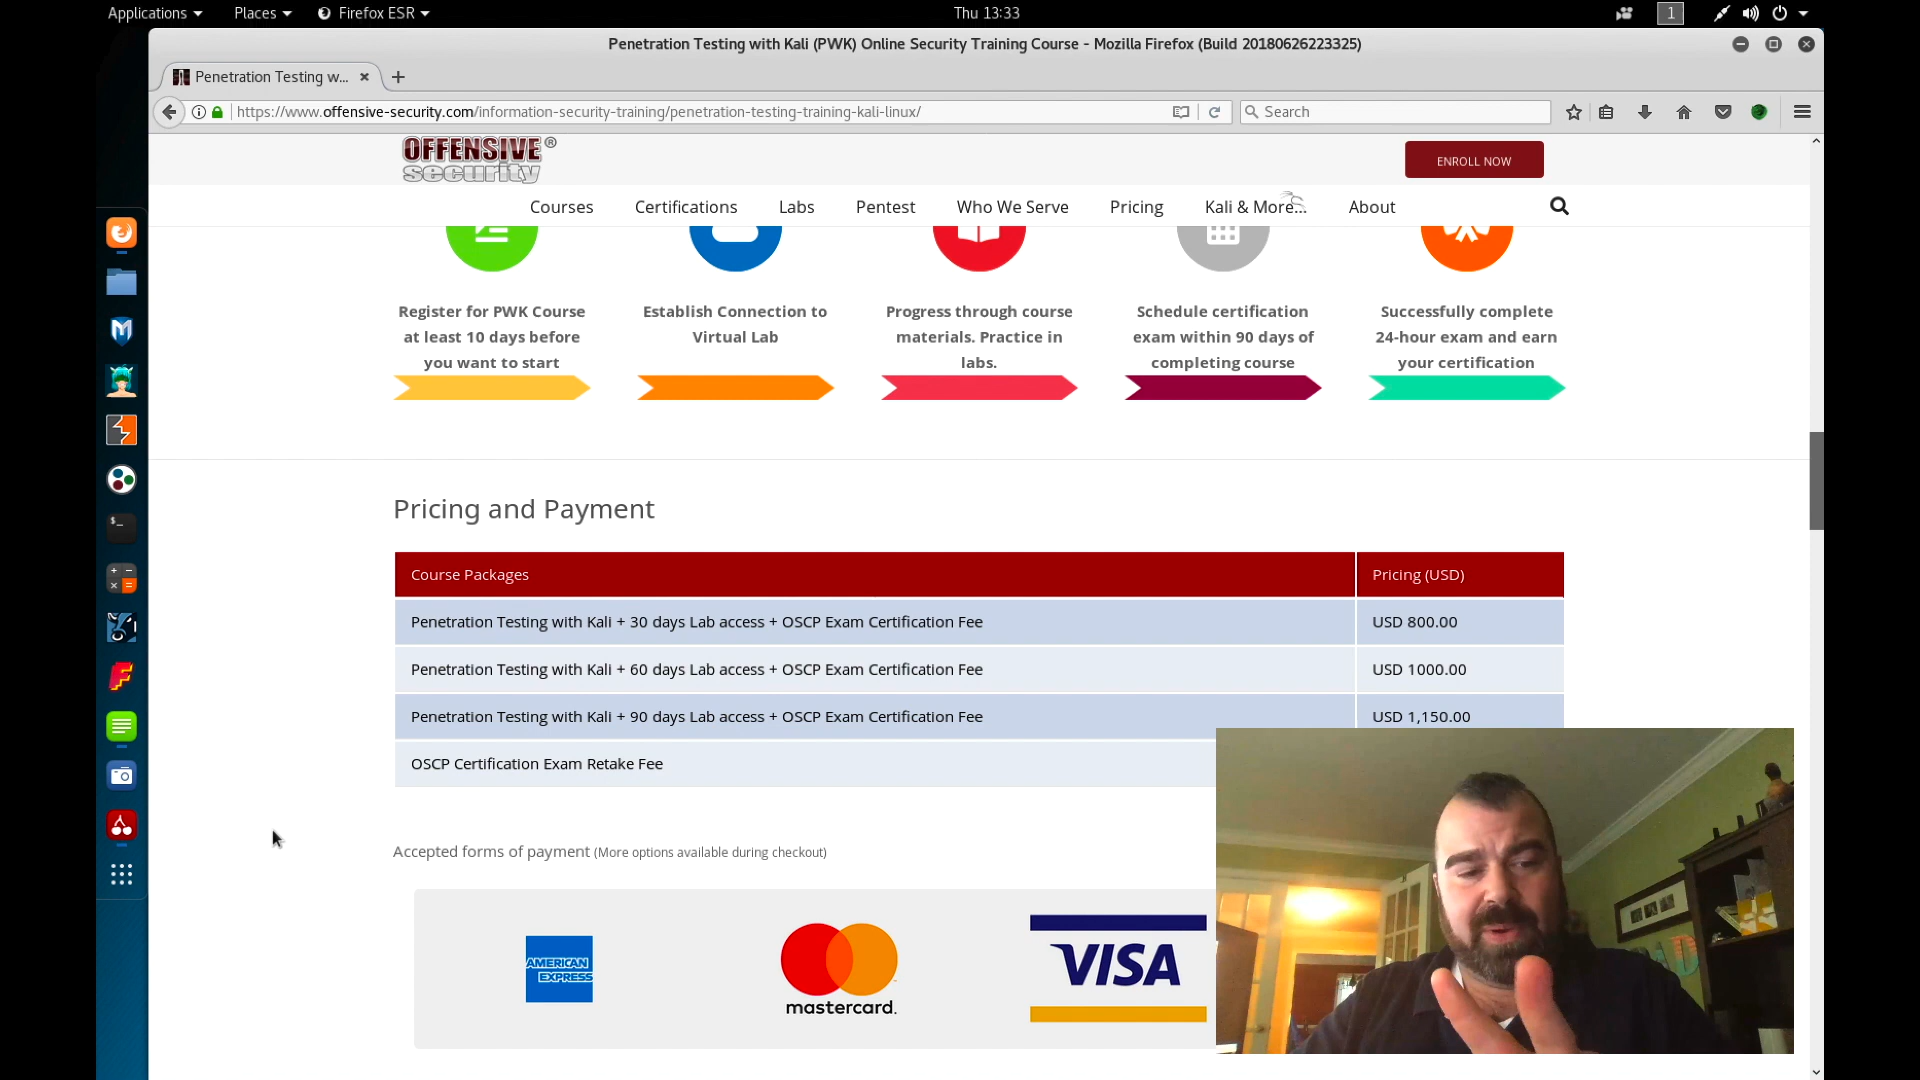 Applications Places Firefox ESR Thu 13:33 1
Penetration Testing with Kali (PWK) Online Security Training Course - Mozilla Firefox (Build 20180626223325)
Penetration Testing w...
https://www.offensive-security.com/information-security-training/penetration-testing-training-kali-linux/ Search
OFFENSIVE®
security
ENROLL NOW
Courses Certifications Labs Pentest Who We Serve Pricing Kali & More... About
Register for PWK Course Establish Connection to Progress through course Schedule certification Successfully complete
at least 10 days before Virtual Lab materials. Practice in exam within 90 days of 24-hour exam and earn
you want to start labs. completing course your certification
Pricing and Payment
Course Packages Pricing (USD)
Penetration Testing with Kali + 30 days Lab access + OSCP Exam Certification Fee USD 800.00
Penetration Testing with Kali + 60 days Lab access + OSCP Exam Certification Fee USD 1000.00
Penetration Testing with Kali + 90 days Lab access + OSCP Exam Certification Fee USD 1,150.00
OSCP Certification Exam Retake Fee
Accepted forms of payment (More options available during checkout)
AMERICAN
EXPRESS
mastercard.
VISA